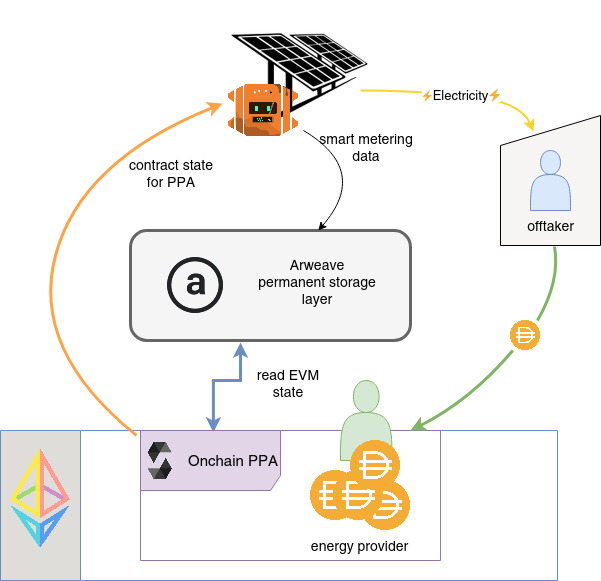 ⚡Electricity⚡
smart metering
data
contract state
for PPA
offtaker
a
Arweave
permanent storage
layer
read EVM
state
Onchain PPA
energy provider